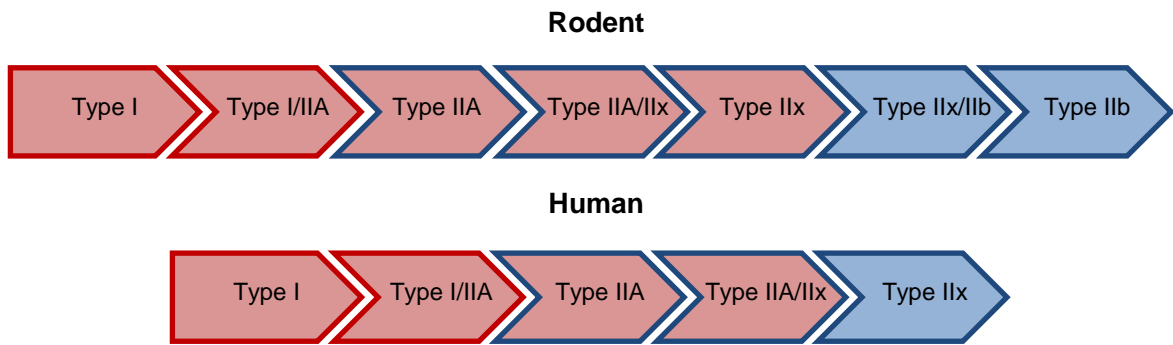 Rodent
Type I Type I/IIA Type IIA Type IIA/IIx Type IIx Type IIx/IIb Type IIb
Human
Type I Type I/IIA Type IIA Type IIA/IIx Type IIx